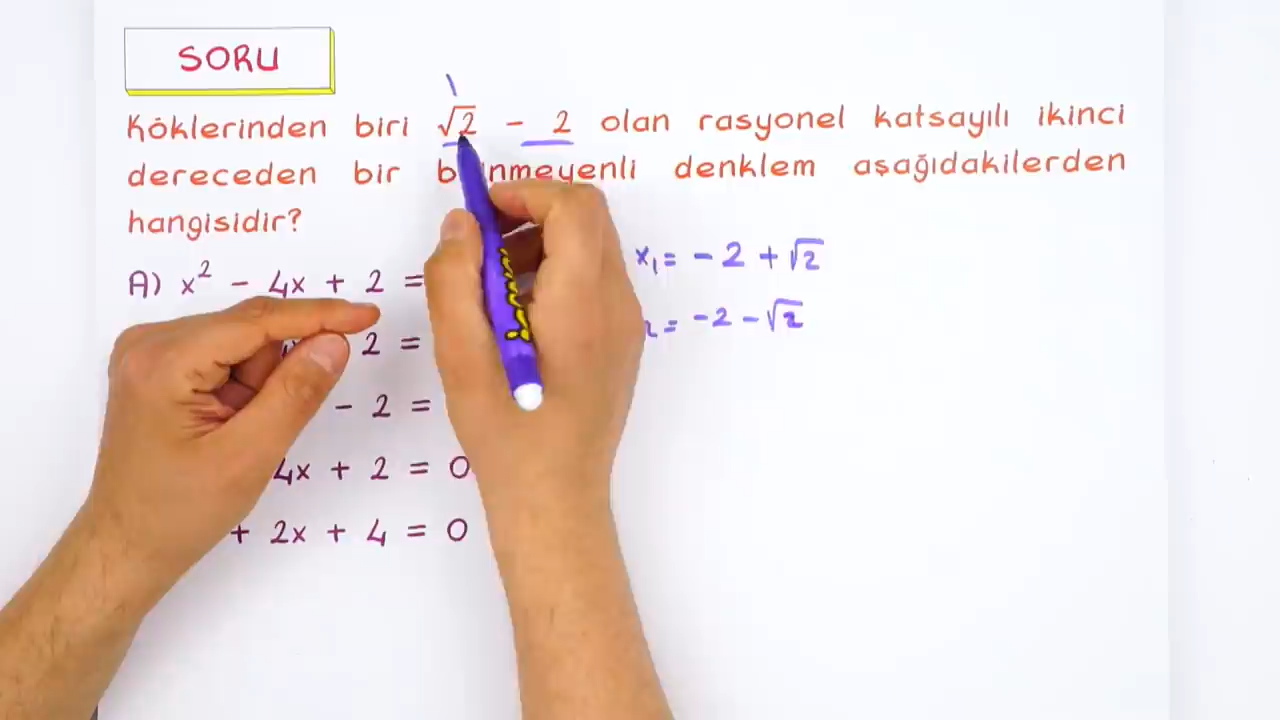 SORU
Köklerinden biri √2 - 2 olan rasyonel katsayılı ikinci
dereceden bir denklem aşağıdakilerden
hangisidir?
A) x² - 4x + 2 =
2 =
- 2 =
4x + 2 = 0
+ 2x + 4 = 0
x₁ = -2 + √2
= -2 - √2